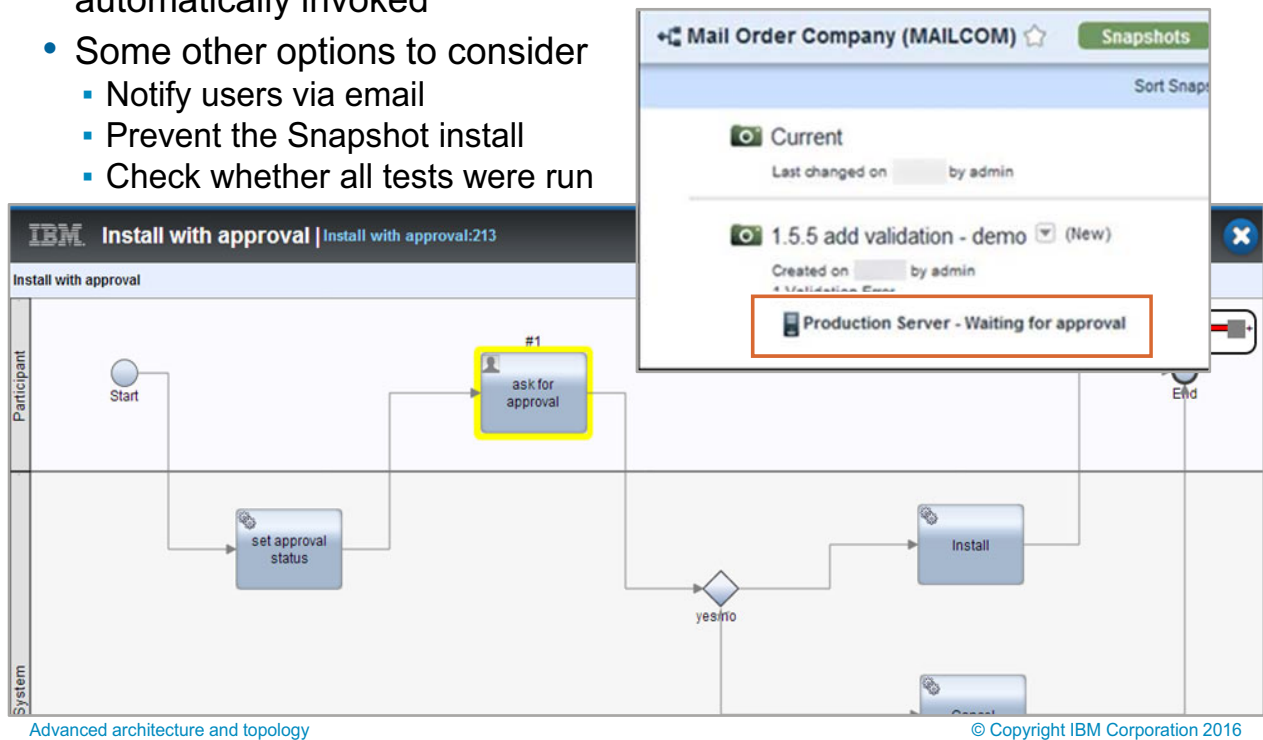 automatically invoked
• Some other options to consider
▪ Notify users via email
▪ Prevent the Snapshot install
▪ Check whether all tests were run
Mail Order Company (MAILCOM) Snapshots
Sort Snaps
Current
Last changed on by admin
1.5.5 add validation - demo (New)
Created on by admin
1 Validation Error
Production Server - Waiting for approval
IBM. Install with approval | Install with approval:213
Install with approval
Participant
Start
#1
ask for
approval
End
System
set approval
status
yes/no
Install
Cancel
Advanced architecture and topology
© Copyright IBM Corporation 2016